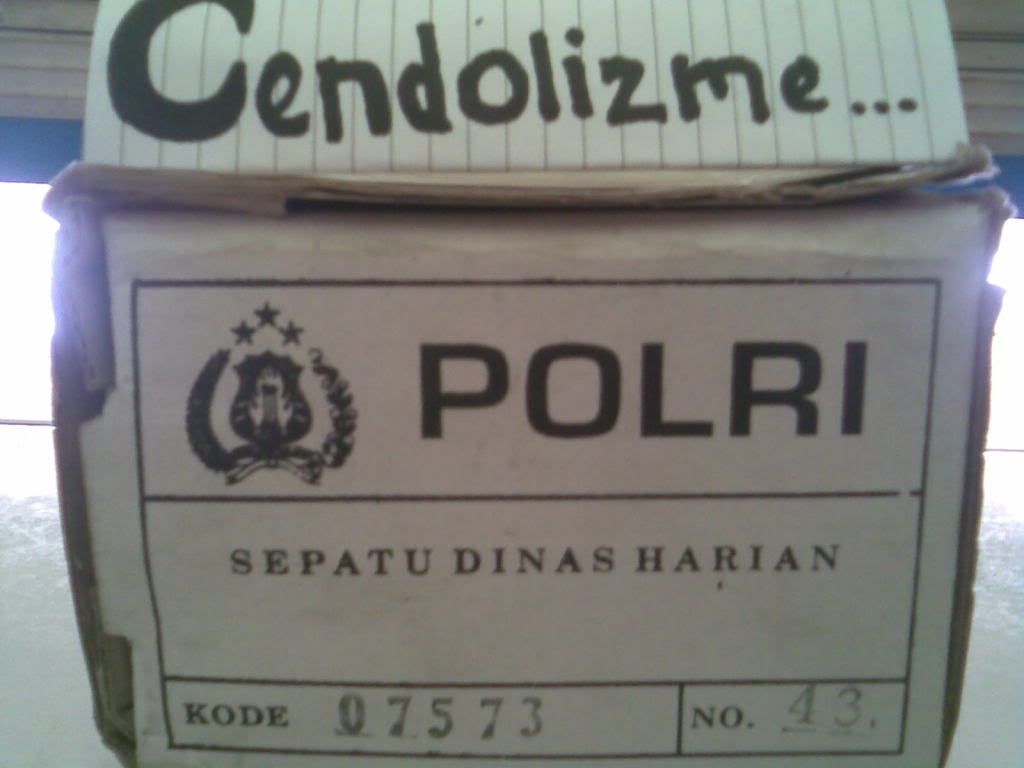 Cendolizme...
POLRI
SEPATU DINAS HARIAN
KODE 07573 NO. 43.